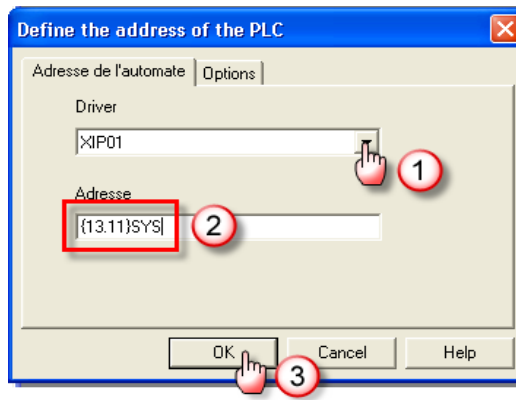 Define the address of the PLC
Adresse de l'automate Options
Driver
XIP01
1
Adresse
{13.11}SYS
2
OK Cancel Help
3